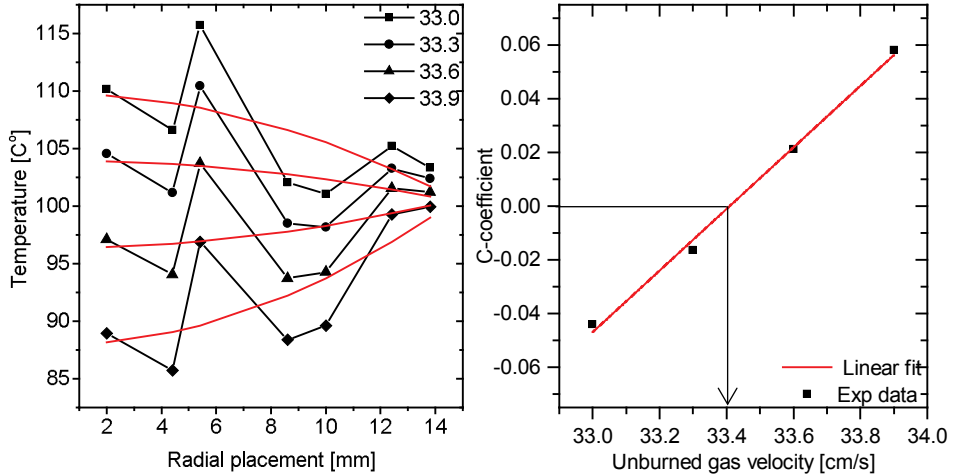 115
110
105
100
95
90
85
Temperature [C°]
2 4 6 8 10 12 14
Radial placement [mm]
33.0
33.3
33.6
33.9
0.06
0.04
0.02
0.00
-0.02
-0.04
-0.06
C-coefficient
Linear fit
Exp data
33.0 33.2 33.4 33.6 33.8 34.0
Unburned gas velocity [cm/s]